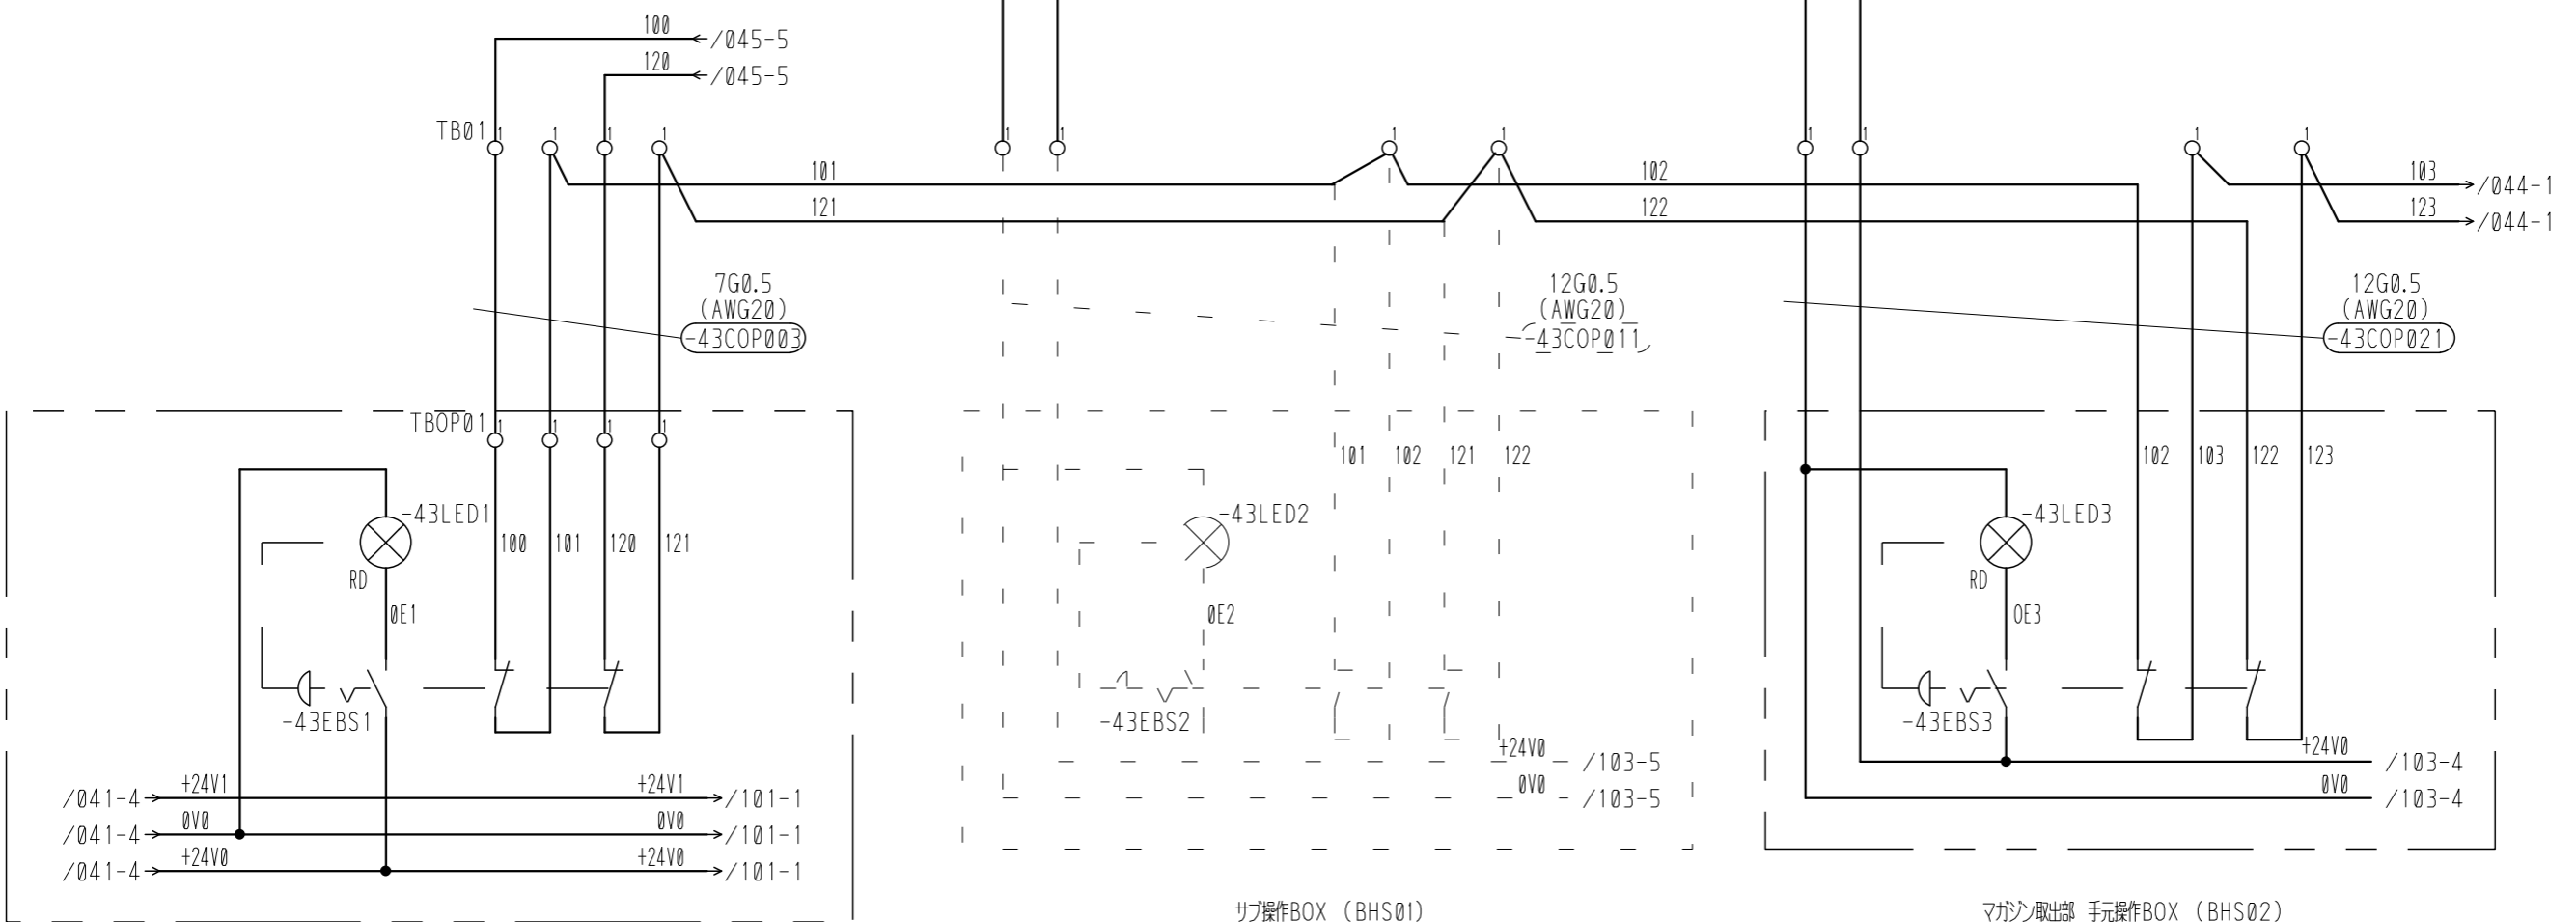 100 /045-5
120 /045-5
TB01 1 1 1 1 1 1 1 1 1 1 1 1
101 102 103 /044-1
121 122 123 /044-1
7G0.5 12G0.5 12G0.5
(AWG20) (AWG20) (AWG20)
-43COP003 -43COP011 -43COP021
TBOP01 1 1 1 1
101 102 121 122 102 103 122 123
-43LED1 -43LED2 -43LED3
100 101 120 121
RD RD
0E1 0E2 0E3
-43EBS1 -43EBS2 -43EBS3
+24V0 /103-5 +24V0 /103-4
0V0 /103-5 0V0 /103-4
/041-4 +24V1 +24V1 /101-1
/041-4 0V0 0V0 /101-1
/041-4 +24V0 +24V0 /101-1
サブ操作BOX (BHS01) マガジン取出部 手元操作BOX (BHS02)